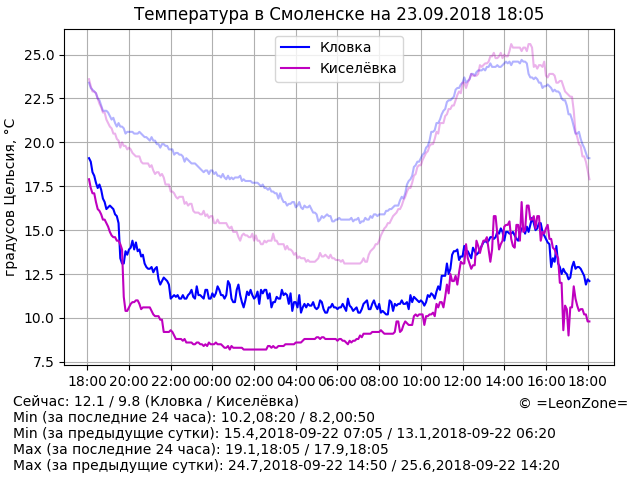 Температура в Смоленске на 23.09.2018 18:05
Кловка
Киселёвка
градусов Цельсия, °C
25.0
22.5
20.0
17.5
15.0
12.5
10.0
7.5
18:00 20:00 22:00 00:00 02:00 04:00 06:00 08:00 10:00 12:00 14:00 16:00 18:00
Сейчас: 12.1 / 9.8 (Кловка / Киселёвка)
© =LeonZone=
Min (за последние 24 часа): 10.2,08:20 / 8.2,00:50
Min (за предыдущие сутки): 15.4,2018-09-22 07:05 / 13.1,2018-09-22 06:20
Max (за последние 24 часа): 19.1,18:05 / 17.9,18:05
Max (за предыдущие сутки): 24.7,2018-09-22 14:50 / 25.6,2018-09-22 14:20